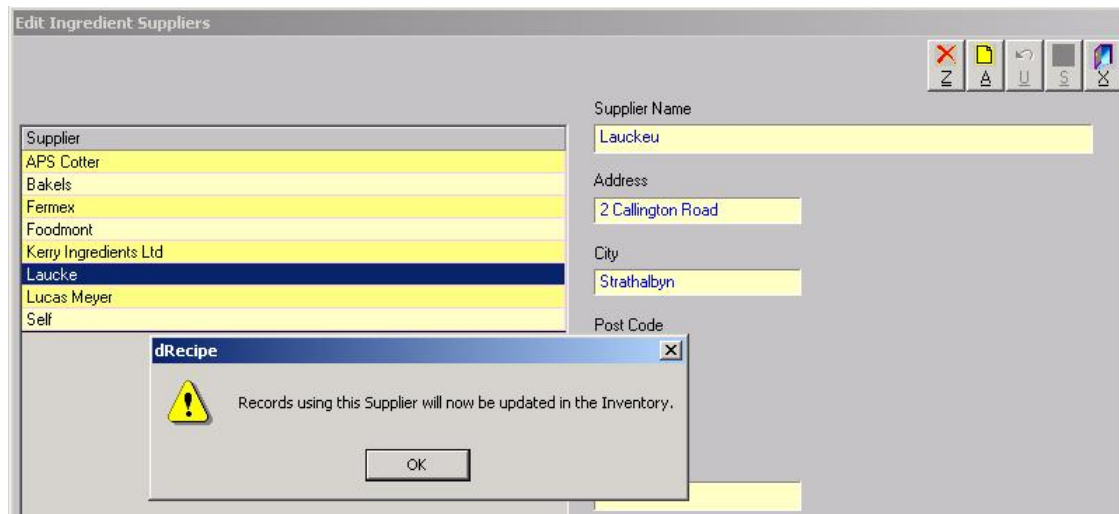 Edit Ingredient Suppliers
Z A U S X
Supplier Name
Lauckeu
Supplier
APS Cotter
Bakels
Fermex
Foodmont
Kerry Ingredients Ltd
Laucke
Lucas Meyer
Self
Address
2 Callington Road
City
Strathalbyn
Post Code
dRecipe
Records using this Supplier will now be updated in the Inventory.
OK